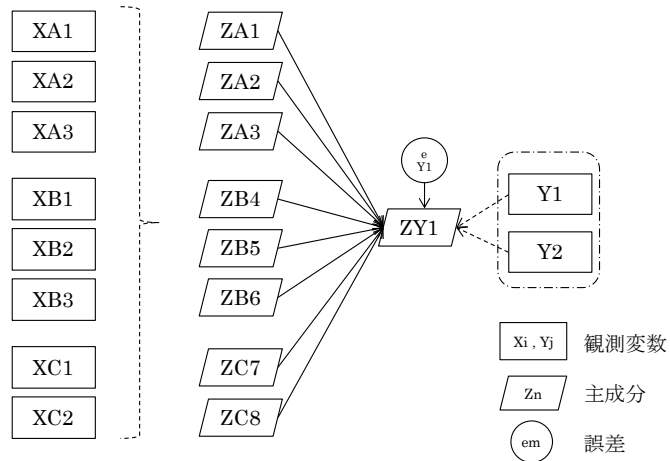 XA1
XA2
XA3
XB1
XB2
XB3
XC1
XC2
ZA1
ZA2
ZA3
ZB4
ZB5
ZB6
ZC7
ZC8
e
Y1
ZY1
Y1
Y2
Xi , Yj 観測変数
Zn 主成分
em 誤差